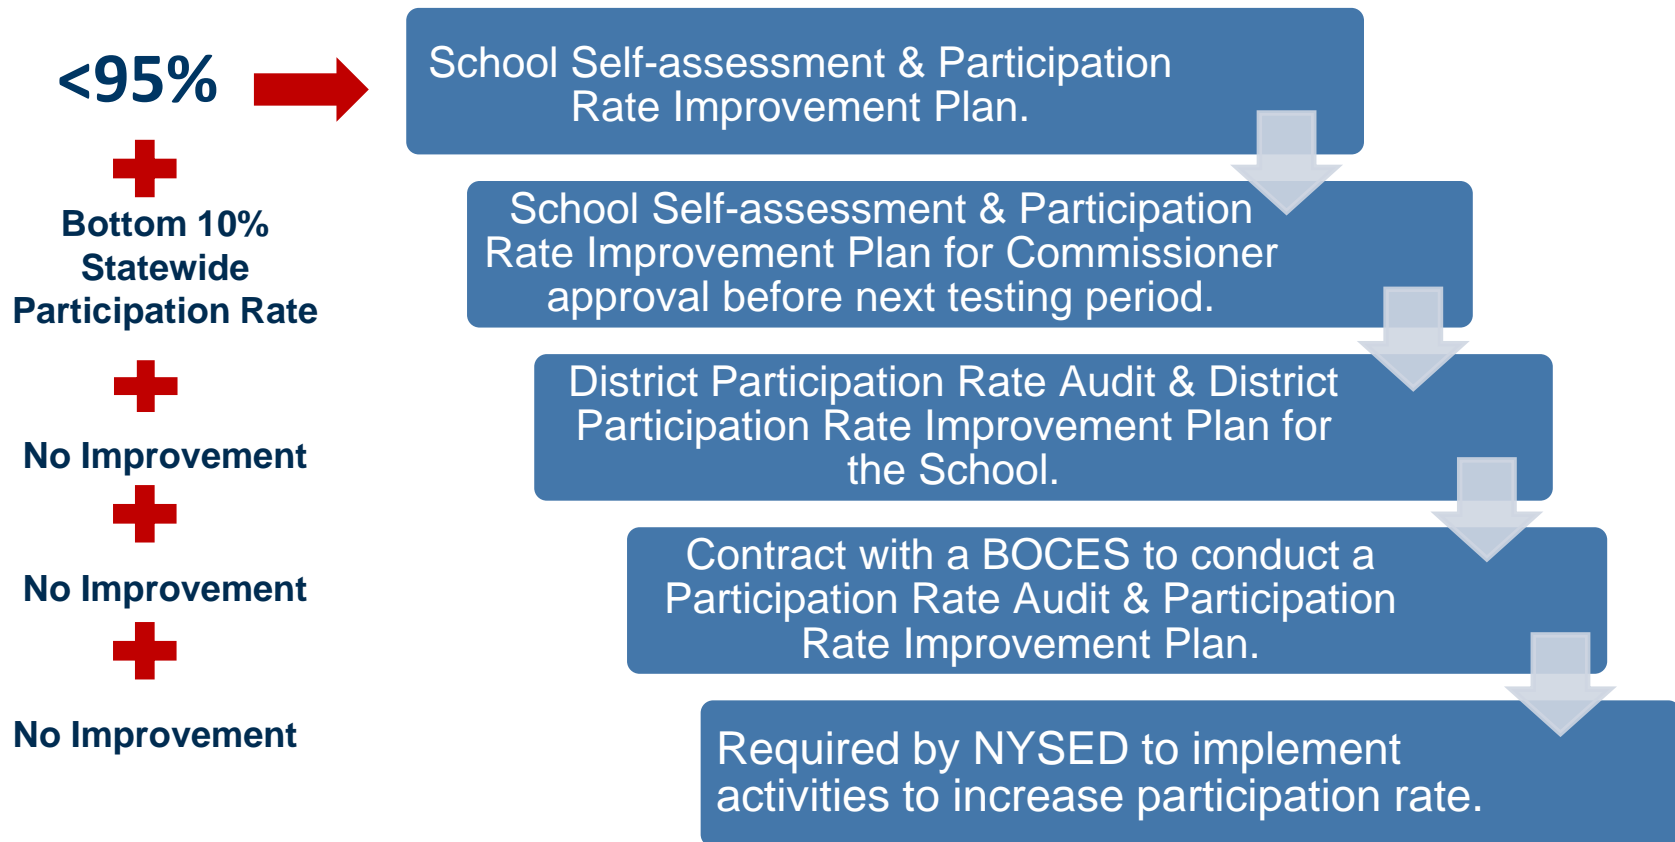 <95%
School Self-assessment & Participation
Rate Improvement Plan.
Bottom 10%
Statewide
Participation Rate
School Self-assessment & Participation
Rate Improvement Plan for Commissioner
approval before next testing period.
No Improvement
District Participation Rate Audit & District
Participation Rate Improvement Plan for
the School.
No Improvement
Contract with a BOCES to conduct a
Participation Rate Audit & Participation
Rate Improvement Plan.
No Improvement
Required by NYSED to implement
activities to increase participation rate.